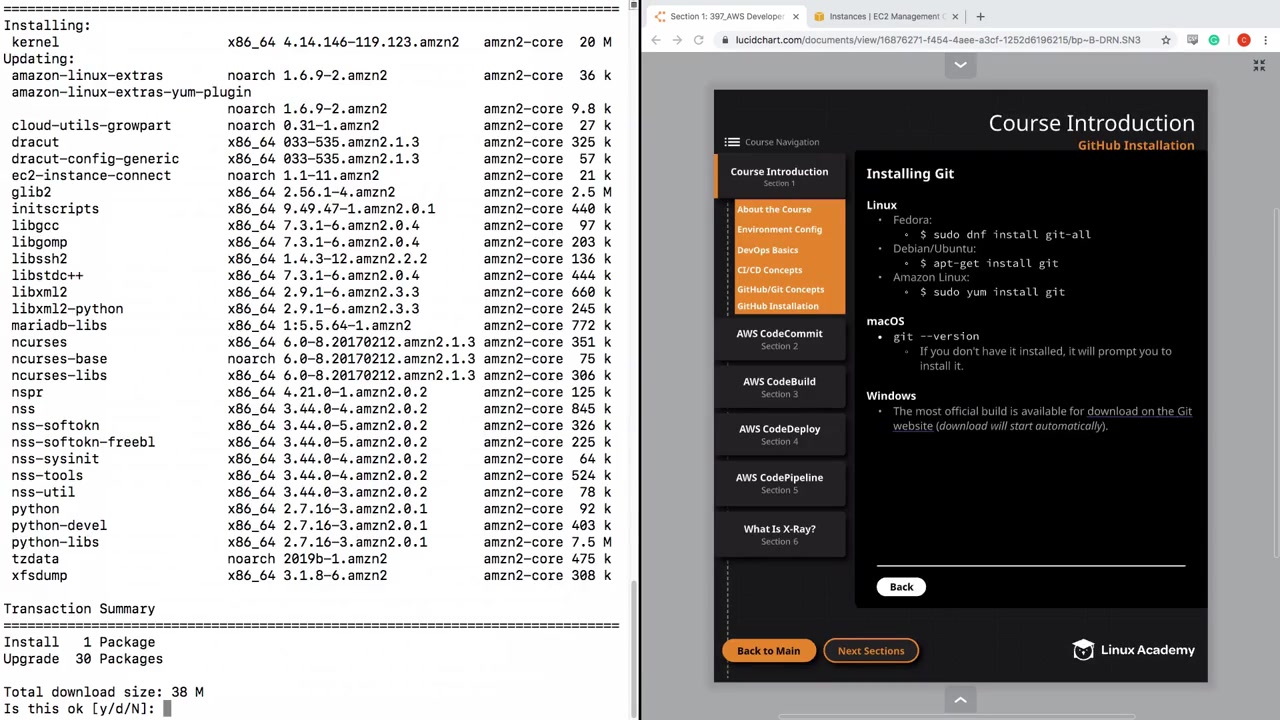 Installing:
kernel x86_64 4.14.146-119.123.amzn2 amzn2-core 20 M
Updating:
amazon-linux-extras noarch 1.6.9-2.amzn2 amzn2-core 36 k
amazon-linux-extras-yum-plugin
noarch 1.6.9-2.amzn2 amzn2-core 9.8 k
cloud-utils-growpart noarch 0.31-1.amzn2 amzn2-core 27 k
dracut x86_64 033-535.amzn2.1.3 amzn2-core 325 k
dracut-config-generic x86_64 033-535.amzn2.1.3 amzn2-core 57 k
ec2-instance-connect noarch 1.1-11.amzn2 amzn2-core 21 k
glib2 x86_64 2.56.1-4.amzn2 amzn2-core 2.5 M
initscripts x86_64 9.49.47-1.amzn2.0.1 amzn2-core 440 k
libgcc x86_64 7.3.1-6.amzn2.0.4 amzn2-core 97 k
libgomp x86_64 7.3.1-6.amzn2.0.4 amzn2-core 203 k
libssh2 x86_64 1.4.3-12.amzn2.2.2 amzn2-core 136 k
libstdc++ x86_64 7.3.1-6.amzn2.0.4 amzn2-core 444 k
libxml2 x86_64 2.9.1-6.amzn2.3.3 amzn2-core 660 k
libxml2-python x86_64 2.9.1-6.amzn2.3.3 amzn2-core 245 k
mariadb-libs x86_64 1:5.5.64-1.amzn2 amzn2-core 772 k
ncurses x86_64 6.0-8.20170212.amzn2.1.3 amzn2-core 351 k
ncurses-base noarch 6.0-8.20170212.amzn2.1.3 amzn2-core 75 k
ncurses-libs x86_64 6.0-8.20170212.amzn2.1.3 amzn2-core 306 k
nspr x86_64 4.21.0-1.amzn2.0.2 amzn2-core 125 k
nss x86_64 3.44.0-4.amzn2.0.2 amzn2-core 845 k
nss-softokn x86_64 3.44.0-5.amzn2.0.2 amzn2-core 326 k
nss-softokn-freebl x86_64 3.44.0-5.amzn2.0.2 amzn2-core 225 k
nss-sysinit x86_64 3.44.0-4.amzn2.0.2 amzn2-core 64 k
nss-tools x86_64 3.44.0-4.amzn2.0.2 amzn2-core 524 k
nss-util x86_64 3.44.0-3.amzn2.0.2 amzn2-core 78 k
python x86_64 2.7.16-3.amzn2.0.1 amzn2-core 92 k
python-devel x86_64 2.7.16-3.amzn2.0.1 amzn2-core 403 k
python-libs x86_64 2.7.16-3.amzn2.0.1 amzn2-core 7.5 M
tzdata noarch 2019b-1.amzn2 amzn2-core 475 k
xfsdump x86_64 3.1.8-6.amzn2 amzn2-core 308 k
Transaction Summary
Install 1 Package
Upgrade 30 Packages
Total download size: 38 M
Is this ok [y/d/N]:
Section 1: 397_AWS Developer
Instances | EC2 Management C
lucidchart.com/documents/view/16876271-f454-4aee-a3cf-1252d6196215/bp~B-DRN.SN3
Course Introduction
GitHub Installation
Course Navigation
Course Introduction
Section 1
About the Course
Environment Config
DevOps Basics
CI/CD Concepts
GitHub/Git Concepts
GitHub Installation
AWS CodeCommit
Section 2
AWS CodeBuild
Section 3
AWS CodeDeploy
Section 4
AWS CodePipeline
Section 5
What Is X-Ray?
Section 6
Installing Git
Linux
• Fedora:
◦ $ sudo dnf install git-all
• Debian/Ubuntu:
◦ $ apt-get install git
• Amazon Linux:
◦ $ sudo yum install git
macOS
• git --version
◦ If you don't have it installed, it will prompt you to
install it.
Windows
• The most official build is available for download on the Git
website (download will start automatically).
Back
Back to Main
Next Sections
Linux Academy